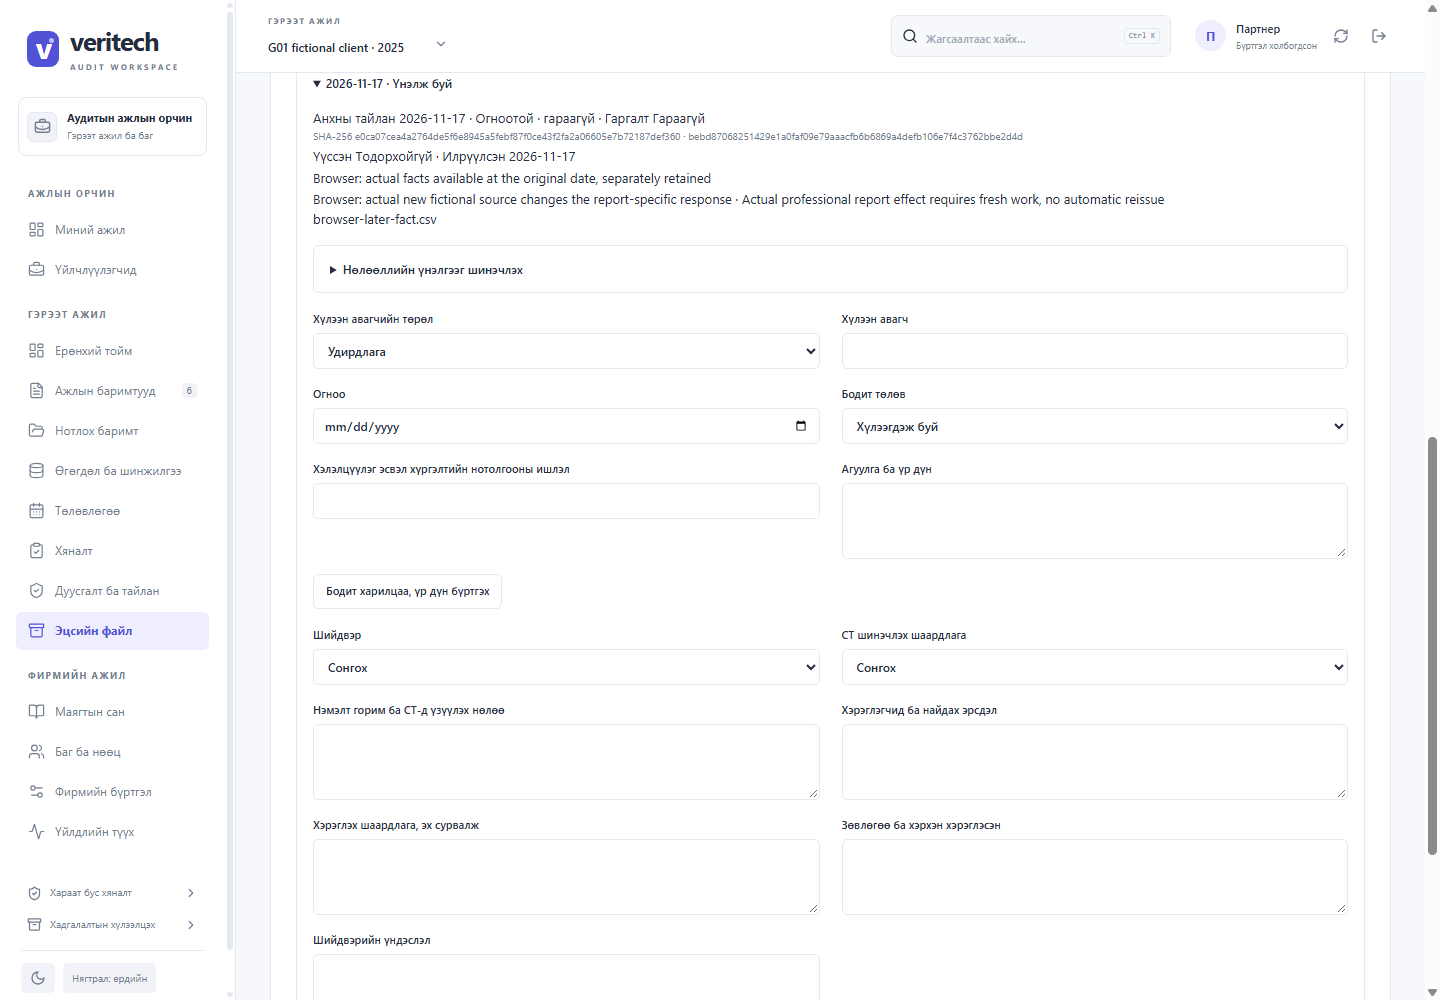 veritech
AUDIT WORKSPACE
Аудитын ажлын орчин
Гэрээт ажил ба баг
АЖЛЫН ОРЧИН
Миний ажил
Үйлчлүүлэгчид
ГЭРЭЭТ АЖИЛ
Ерөнхий тойм
Ажлын баримтууд 6
Нотлох баримт
Өгөгдөл ба шинжилгээ
Төлөвлөгөө
Хяналт
Дуусгалт ба тайлан
Эцсийн файл
ФИРМИЙН АЖИЛ
Маягтын сан
Баг ба нөөц
Фирмийн бүртгэл
Үйлдлийн түүх
Хараат бус хяналт
Хадгалалтын хүлээлцэх
Нягтрал: ердийн
ГЭРЭЭТ АЖИЛ
G01 fictional client · 2025
Жагсаалтаас хайх... Ctrl K
П
Партнер
Бүртгэл холбогдсон
2026-11-17 · Үнэлж буй
Анхны тайлан 2026-11-17 · Огноотой · гараагүй · Гаргалт Гараагүй
SHA-256 e0ca07cea4a2764de5f6e8945a5febf87f0ce43f2fa2a06605e7b72187def360 · bebd87068251429e1a0faf09e79aaacfb6b6869a4defb106e7f4c3762bbe2d4d
Үүссэн Тодорхойгүй · Илрүүлсэн 2026-11-17
Browser: actual facts available at the original date, separately retained
Browser: actual new fictional source changes the report-specific response · Actual professional report effect requires fresh work, no automatic reissue
browser-later-fact.csv
Нөлөөллийн үнэлгээг шинэчлэх
Хүлээн авагчийн төрөл
Удирдлага
Хүлээн авагч
Огноо
mm/dd/yyyy
Бодит төлөв
Хүлээгдэж буй
Хэлэлцүүлэг эсвэл хүргэлтийн нотолгооны ишлэл
Агуулга ба үр дүн
Бодит харилцаа, үр дүн бүртгэх
Шийдвэр
Сонгох
СТ шинэчлэх шаардлага
Сонгох
Нэмэлт горим ба СТ-д үзүүлэх нөлөө
Хэрэглэгчид ба найдах эрсдэл
Хэрэглэх шаардлага, эх сурвалж
Зөвлөгөө ба хэрхэн хэрэглэсэн
Шийдвэрийн үндэслэл